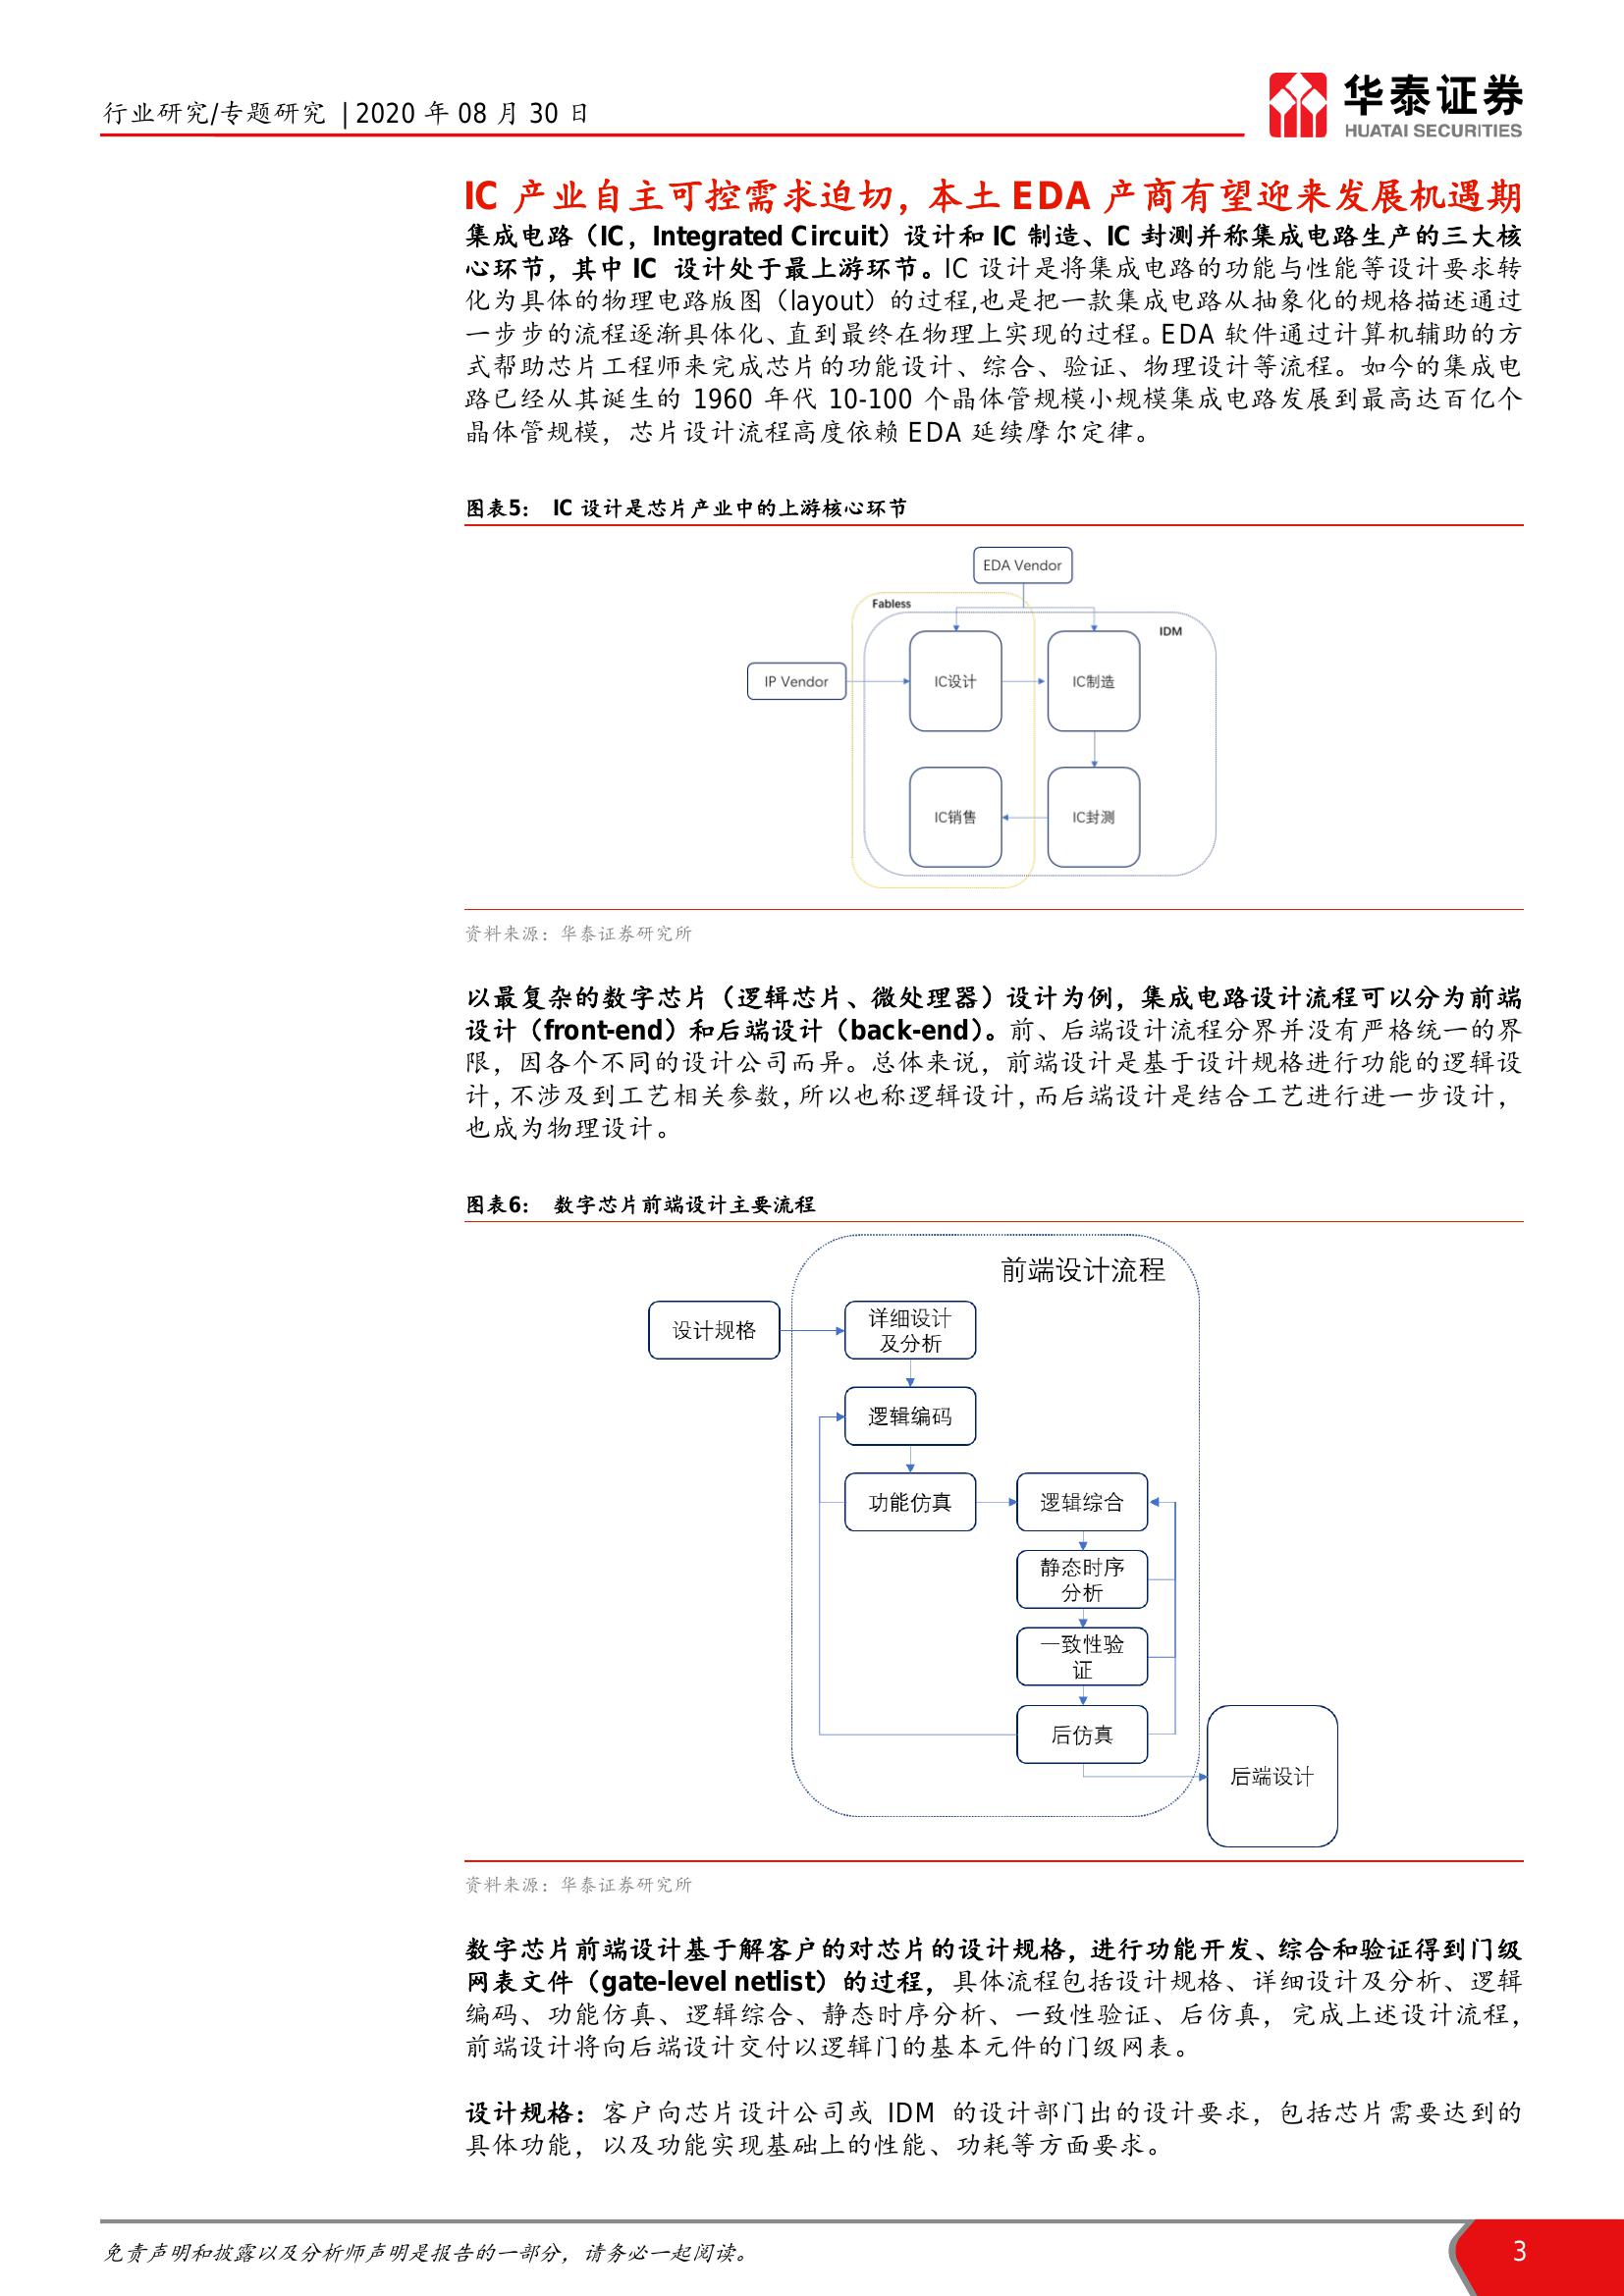 行业研究/专题研究 | 2020 年 08 月 30 日
华泰证券
HUATAI SECURITIES
IC 产业自主可控需求迫切，本土 EDA 产商有望迎来发展机遇期
集成电路（IC，Integrated Circuit）设计和 IC 制造、IC 封测并称集成电路生产的三大核
心环节，其中 IC 设计处于最上游环节。IC 设计是将集成电路的功能与性能等设计要求转
化为具体的物理电路版图（layout）的过程,也是把一款集成电路从抽象化的规格描述通过
一步步的流程逐渐具体化、直到最终在物理上实现的过程。EDA 软件通过计算机辅助的方
式帮助芯片工程师来完成芯片的功能设计、综合、验证、物理设计等流程。如今的集成电
路已经从其诞生的 1960 年代 10-100 个晶体管规模小规模集成电路发展到最高达百亿个
晶体管规模，芯片设计流程高度依赖 EDA 延续摩尔定律。
图表5： IC 设计是芯片产业中的上游核心环节
EDA Vendor
Fabless
IDM
IP Vendor
IC设计
IC制造
IC销售
IC封测
资料来源：华泰证券研究所
以最复杂的数字芯片（逻辑芯片、微处理器）设计为例，集成电路设计流程可以分为前端
设计（front-end）和后端设计（back-end）。前、后端设计流程分界并没有严格统一的界
限，因各个不同的设计公司而异。总体来说，前端设计是基于设计规格进行功能的逻辑设
计，不涉及到工艺相关参数，所以也称逻辑设计，而后端设计是结合工艺进行进一步设计，
也成为物理设计。
图表6： 数字芯片前端设计主要流程
前端设计流程
设计规格
详细设计
及分析
逻辑编码
功能仿真
逻辑综合
静态时序
分析
一致性验
证
后仿真
后端设计
资料来源：华泰证券研究所
数字芯片前端设计基于解客户的对芯片的设计规格，进行功能开发、综合和验证得到门级
网表文件（gate-level netlist）的过程，具体流程包括设计规格、详细设计及分析、逻辑
编码、功能仿真、逻辑综合、静态时序分析、一致性验证、后仿真，完成上述设计流程，
前端设计将向后端设计交付以逻辑门的基本元件的门级网表。
设计规格：客户向芯片设计公司或 IDM 的设计部门出的设计要求，包括芯片需要达到的
具体功能，以及功能实现基础上的性能、功耗等方面要求。
免责声明和披露以及分析师声明是报告的一部分，请务必一起阅读。
3